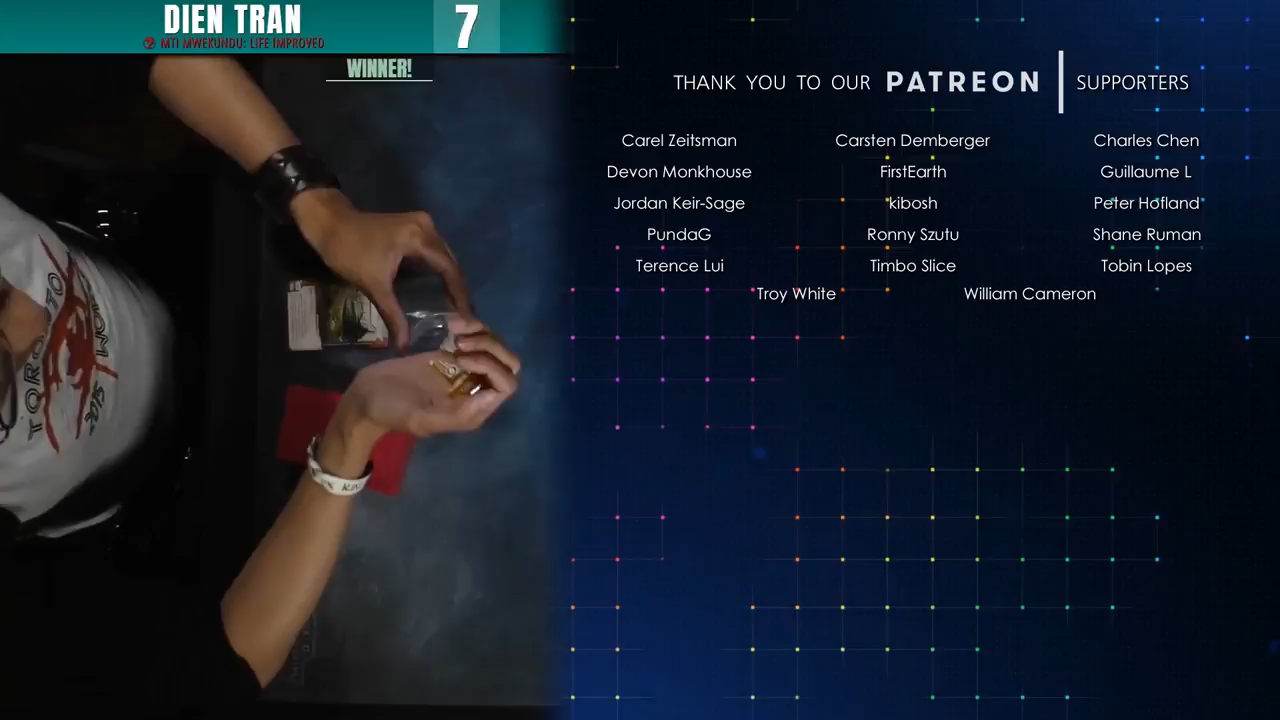 DIEN TRAN
MTI MWEKUNDU: LIFE IMPROVED
7
WINNER!
TORONTO
THANK YOU TO OUR PATREON | SUPPORTERS
Carel Zeitsman Carsten Demberger Charles Chen
Devon Monkhouse FirstEarth Guillaume L
Jordan Keir-Sage kibosh Peter Hofland
PundaG Ronny Szutu Shane Ruman
Terence Lui Timbo Slice Tobin Lopes
Troy White William Cameron